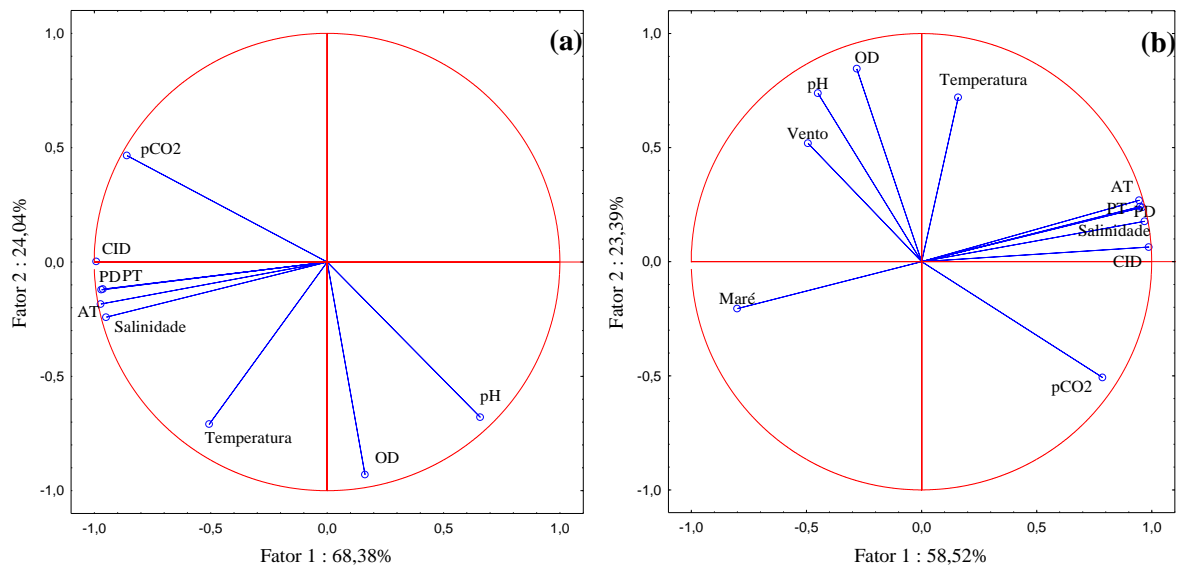 (a)
1,0
0,5
0,0
-0,5
-1,0
Fator 2 : 24,04%
pCO2
CID
PD PT
AT
Salinidade
Temperatura
OD
pH
-1,0 -0,5 0,0 0,5 1,0
Fator 1 : 68,38%
(b)
1,0
0,5
0,0
-0,5
-1,0
Fator 2 : 23,39%
OD
pH
Temperatura
Vento
AT
PT PD
Salinidade
CID
Maré
pCO2
-1,0 -0,5 0,0 0,5 1,0
Fator 1 : 58,52%